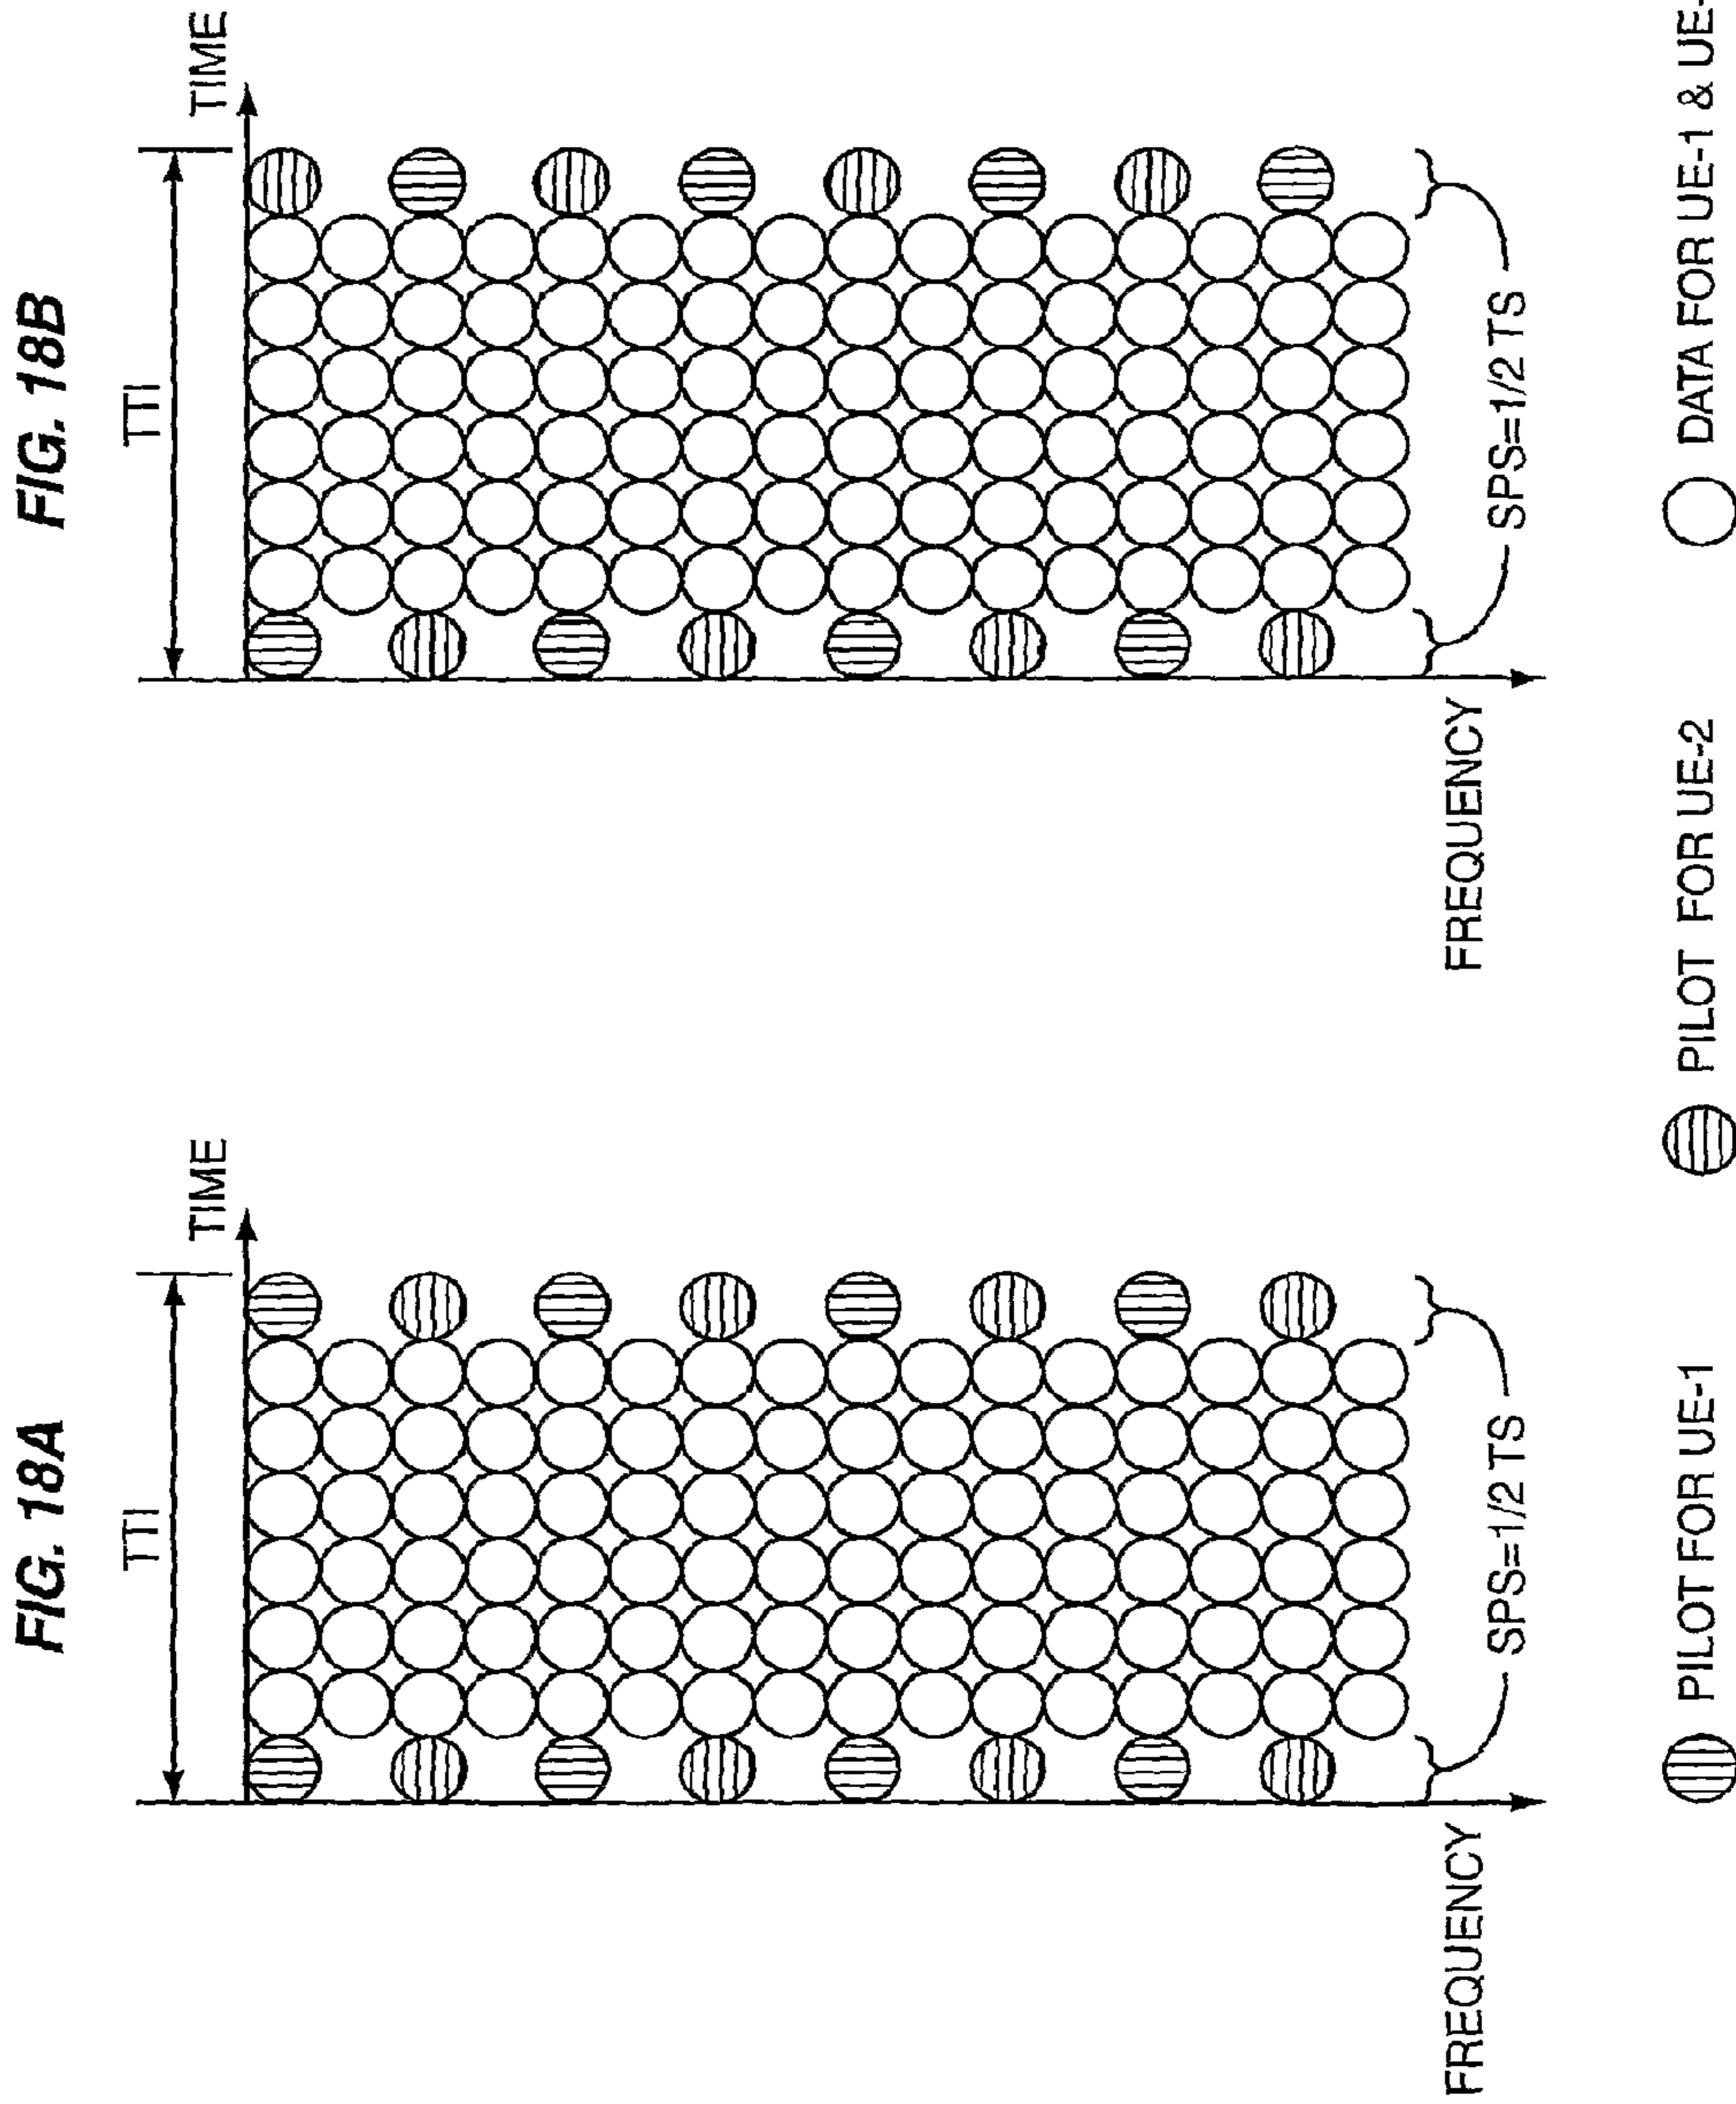 FIG. 18A
TTI
TIME
FREQUENCY
SPS=1/2 TS
FIG. 18B
TTI
TIME
FREQUENCY
SPS=1/2 TS
PILOT FOR UE-1
PILOT FOR UE-2
DATA FOR UE-1 & UE-